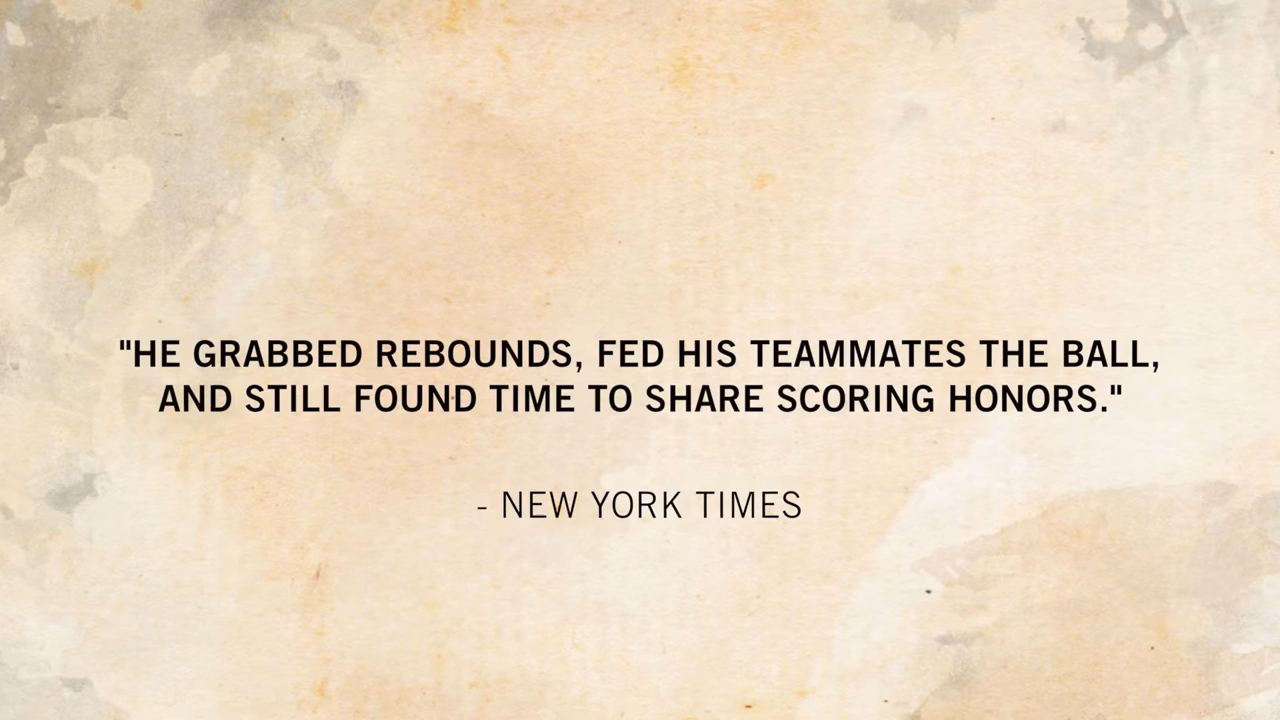 "HE GRABBED REBOUNDS, FED HIS TEAMMATES THE BALL,
AND STILL FOUND TIME TO SHARE SCORING HONORS."
- NEW YORK TIMES